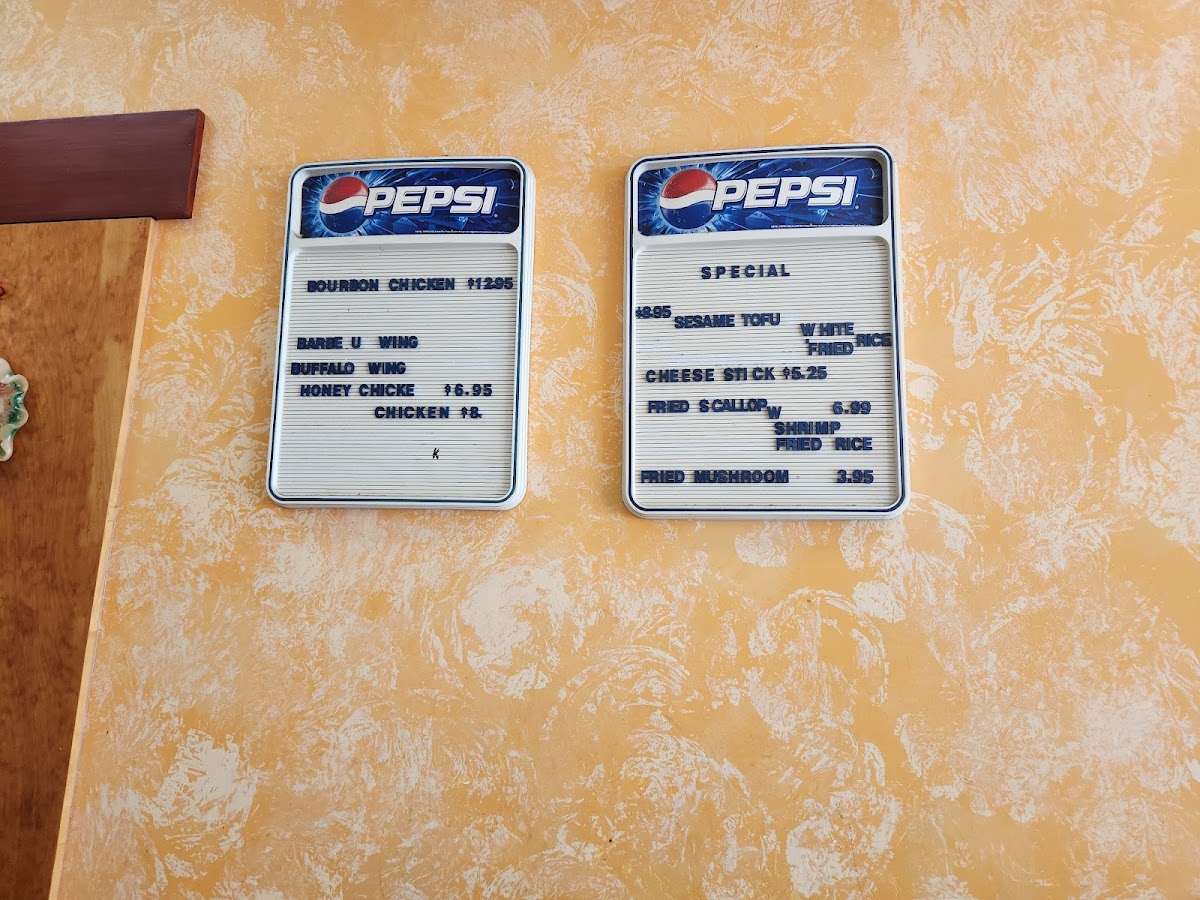 PEPSI
BOURBON CHICKEN $12.95
BARBE U WING
BUFFALO WING
HONEY CHICKE $6.95
CHICKEN $8.
K
PEPSI
SPECIAL
$8.95 SESAME TOFU WHITE
FRIED RICE
CHEESE STICK $5.25
FRIED SCALLOP W 6.99
SHRIMP
FRIED RICE
FRIED MUSHROOM 3.95